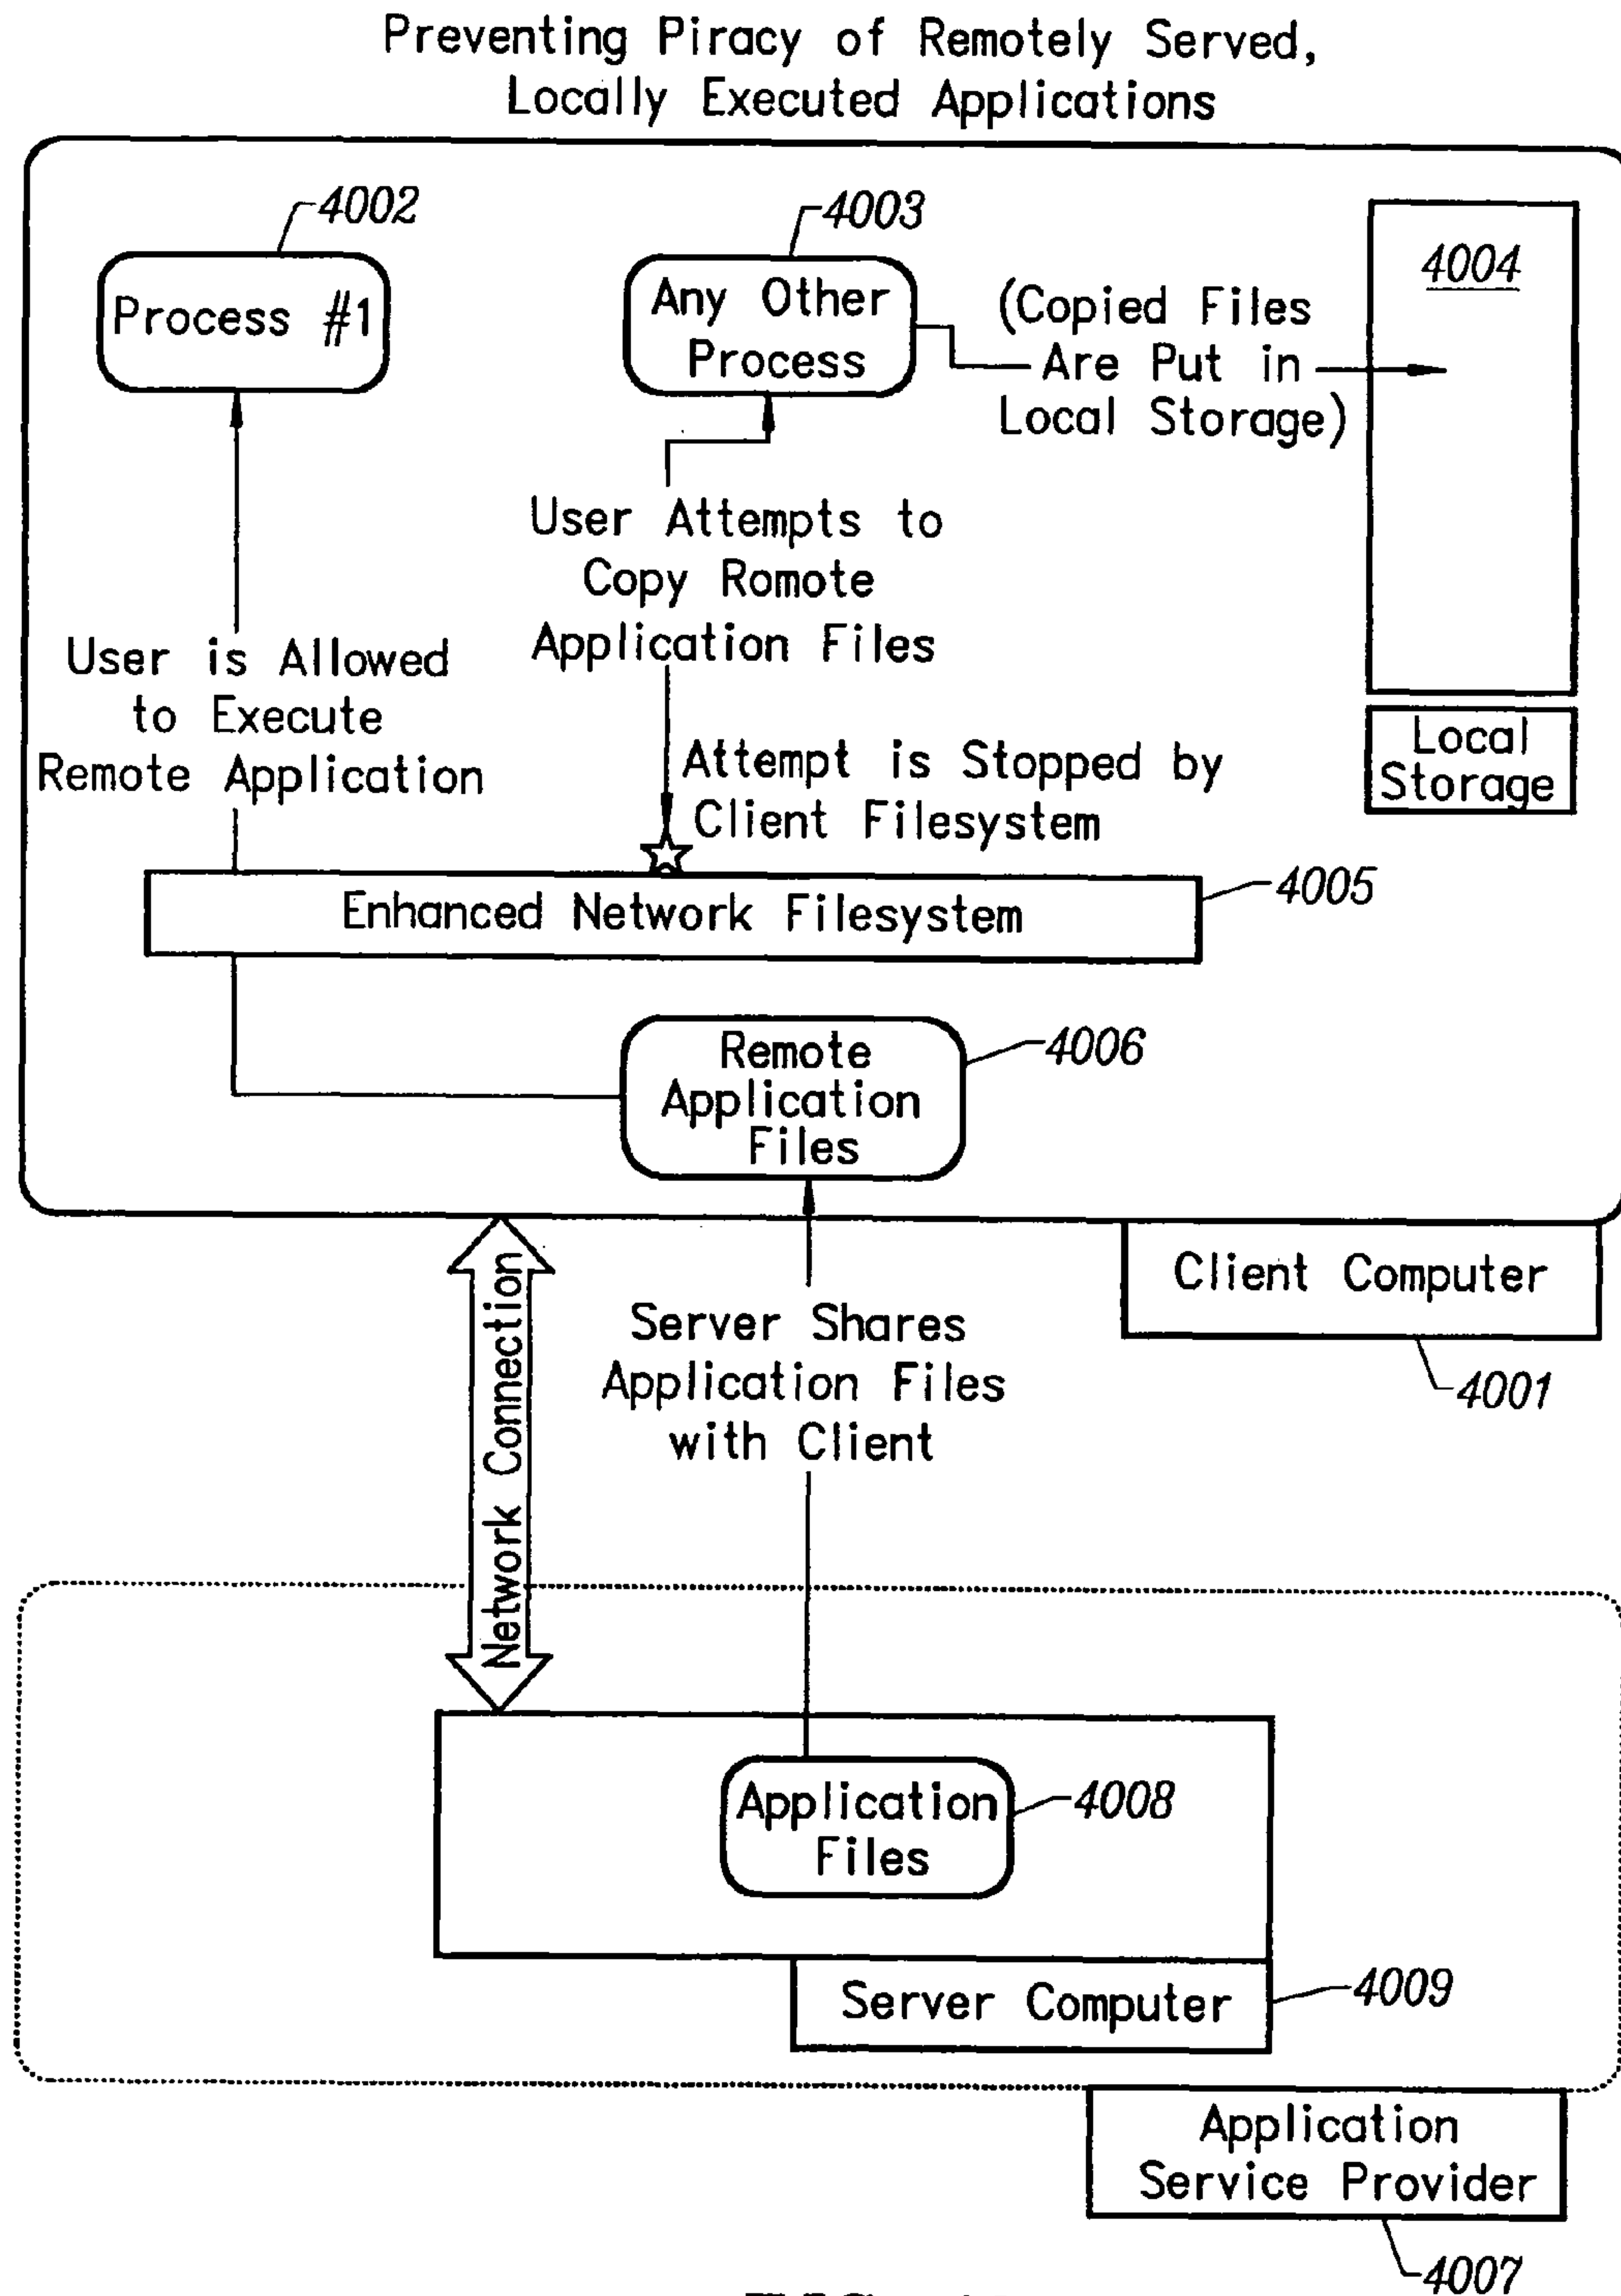 Preventing Piracy of Remotely Served,
Locally Executed Applications
4002
4003
4004
Process #1
Any Other
Process
(Copied Files
Are Put in
Local Storage)
User Attempts to
Copy Romote
Application Files
User is Allowed
to Execute
Remote Application
Attempt is Stopped by
Client Filesystem
Local
Storage
Enhanced Network Filesystem
4005
Remote
Application
Files
4006
Client Computer
4001
Network Connection
Server Shares
Application Files
with Client
Application
Files
4008
Server Computer
4009
Application
Service Provider
4007